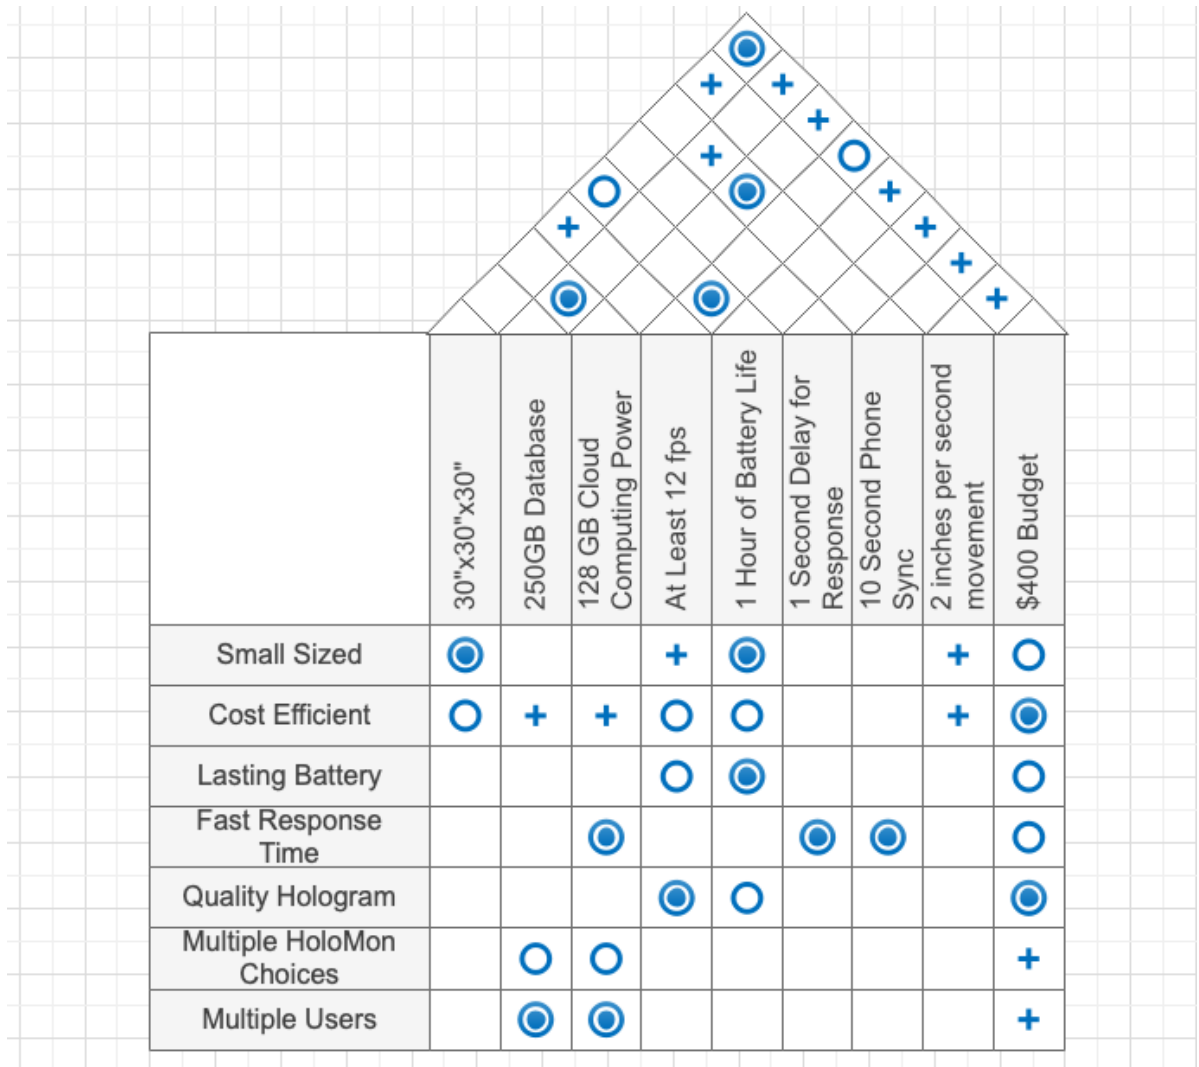 30"x30"x30"
250GB Database
128 GB Cloud
Computing Power
At Least 12 fps
1 Hour of Battery Life
1 Second Delay for
Response
10 Second Phone
Sync
2 inches per second
movement
$400 Budget
Small Sized
Cost Efficient
Lasting Battery
Fast Response
Time
Quality Hologram
Multiple HoloMon
Choices
Multiple Users